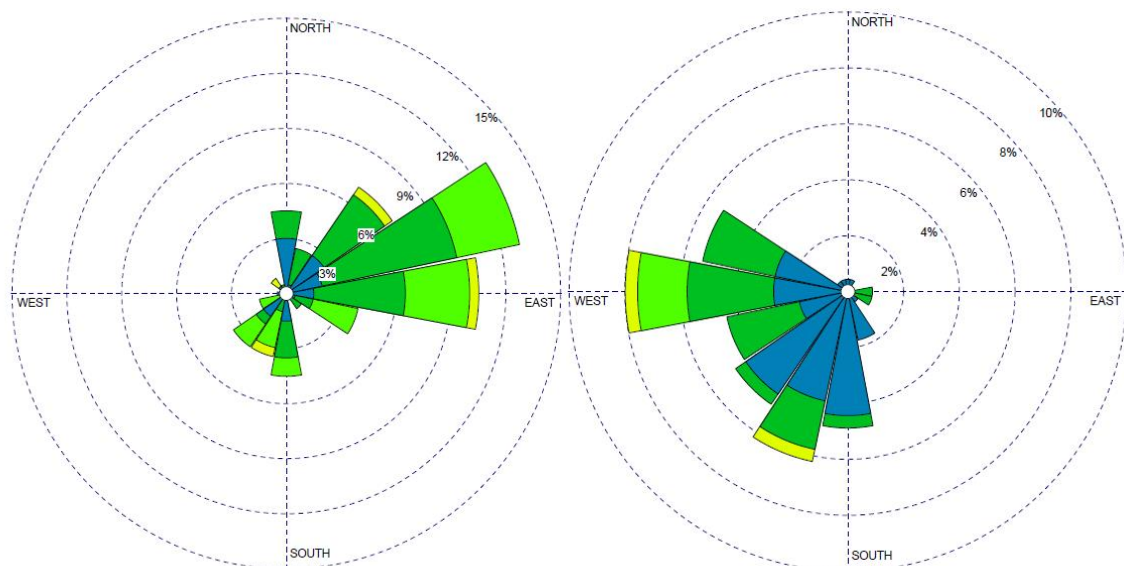 NORTH
15%
12%
9%
6%
3%
WEST
EAST
SOUTH
NORTH
10%
8%
6%
4%
2%
WEST
EAST
SOUTH